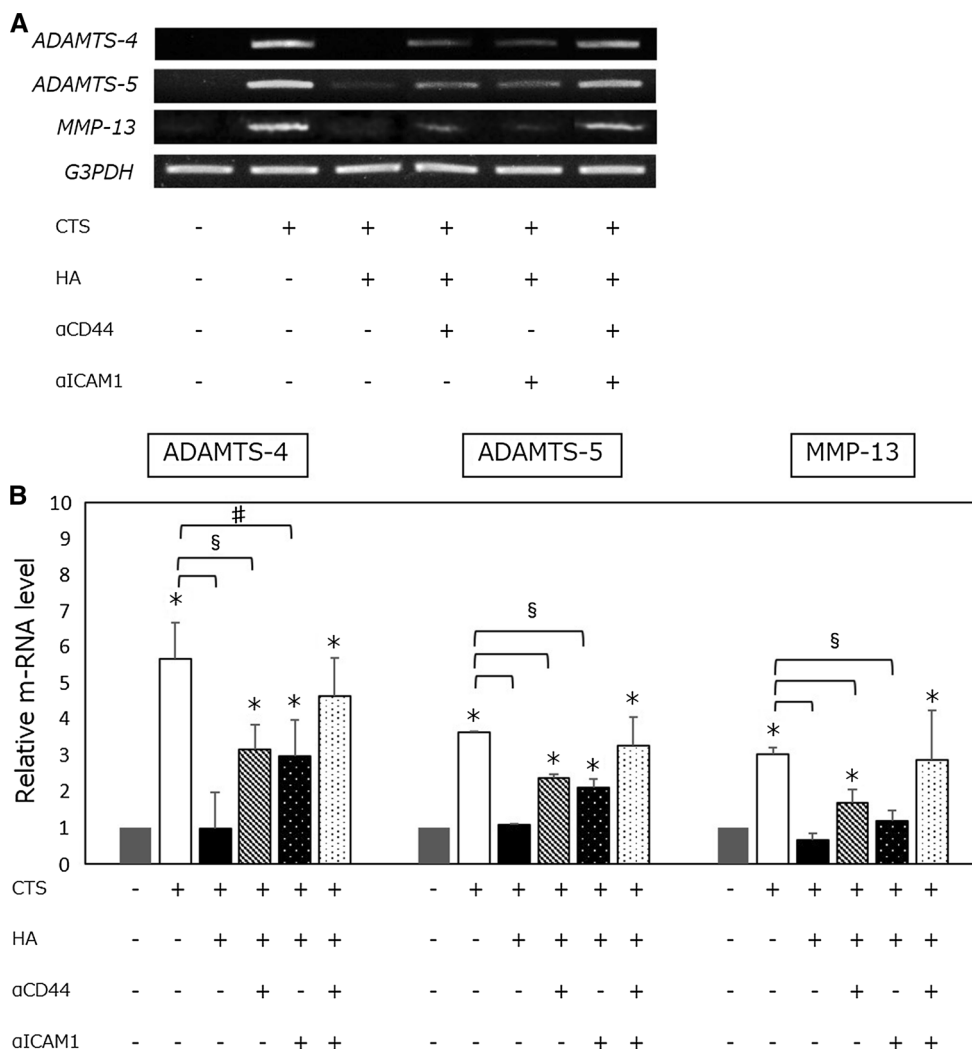 A
ADAMTS-4
ADAMTS-5
MMP-13
G3PDH
CTS - + + + + +
HA - - + + + +
αCD44 - - - + - +
αICAM1 - - - - + +
ADAMTS-4 ADAMTS-5 MMP-13
B
Relative m-RNA level
10
9
8
7
6
5
4
3
2
1
0
# § * * * *
§ * * * *
§ * * *
CTS - + + + + + - + + + + + - + + + + +
HA - - + + + + - - + + + + - - + + + +
αCD44 - - - + - + - - - + - + - - - + - +
αICAM1 - - - - + + - - - - + + - - - - + +